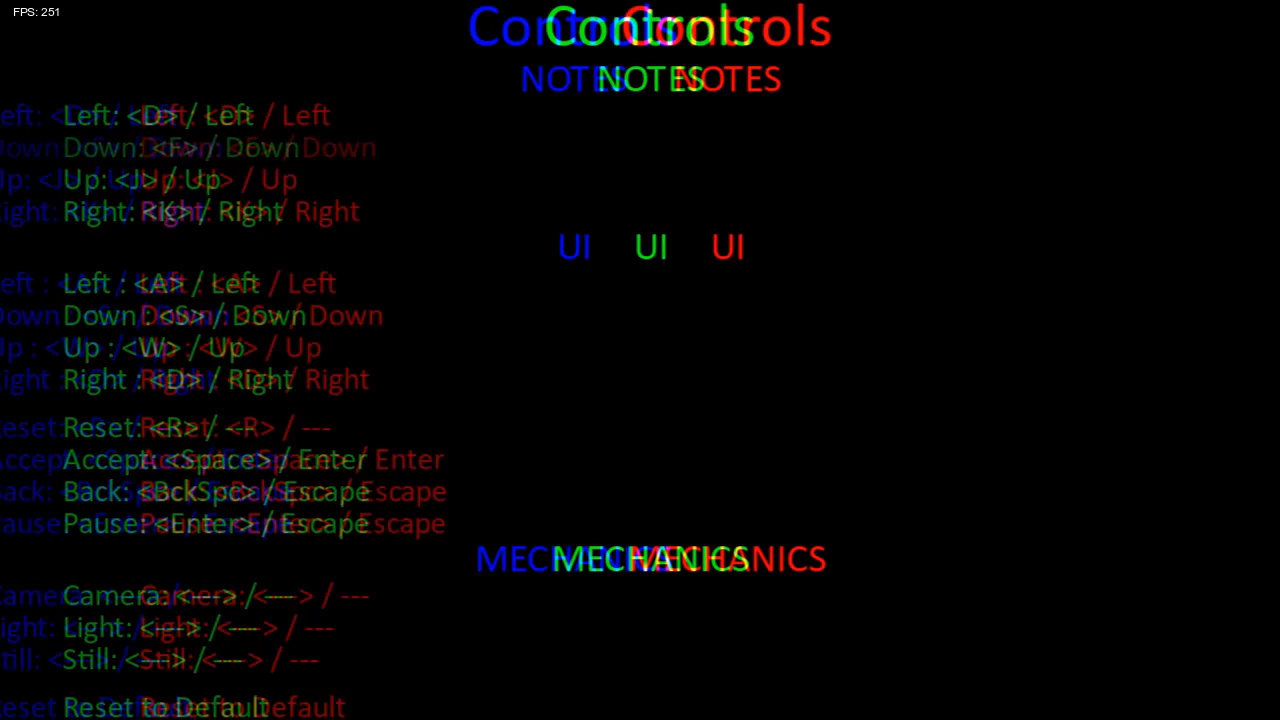 FPS: 251
Controls
NOTES
Left: <D> / Left
Down: <F> / Down
Up: <J> / Up
Right: <K> / Right
UI
Left : <A> / Left
Down : <S> / Down
Up : <W> / Up
Right : <D> / Right
Reset: <R> / ---
Accept: <Space> / Enter
Back: <BckSpc> / Escape
Pause: <Enter> / Escape
MECHANICS
Camera: <---> / ---
Light: <---> / ---
Still: <---> / ---
Reset to Default